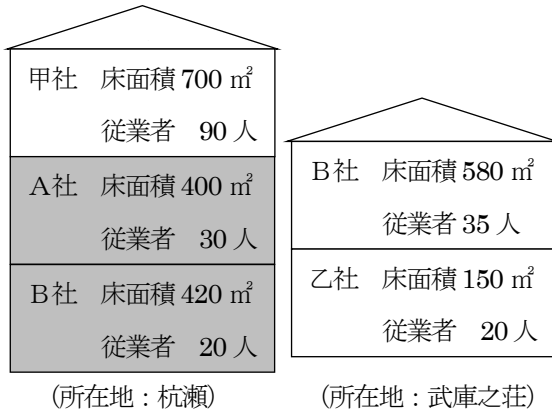 甲社 床面積 700 ㎡
従業者 90 人
A社 床面積 400 ㎡
従業者 30 人
B社 床面積 420 ㎡
従業者 20 人
(所在地：杭瀬)
B社 床面積 580 ㎡
従業者 35 人
乙社 床面積 150 ㎡
従業者 20 人
(所在地：武庫之荘)